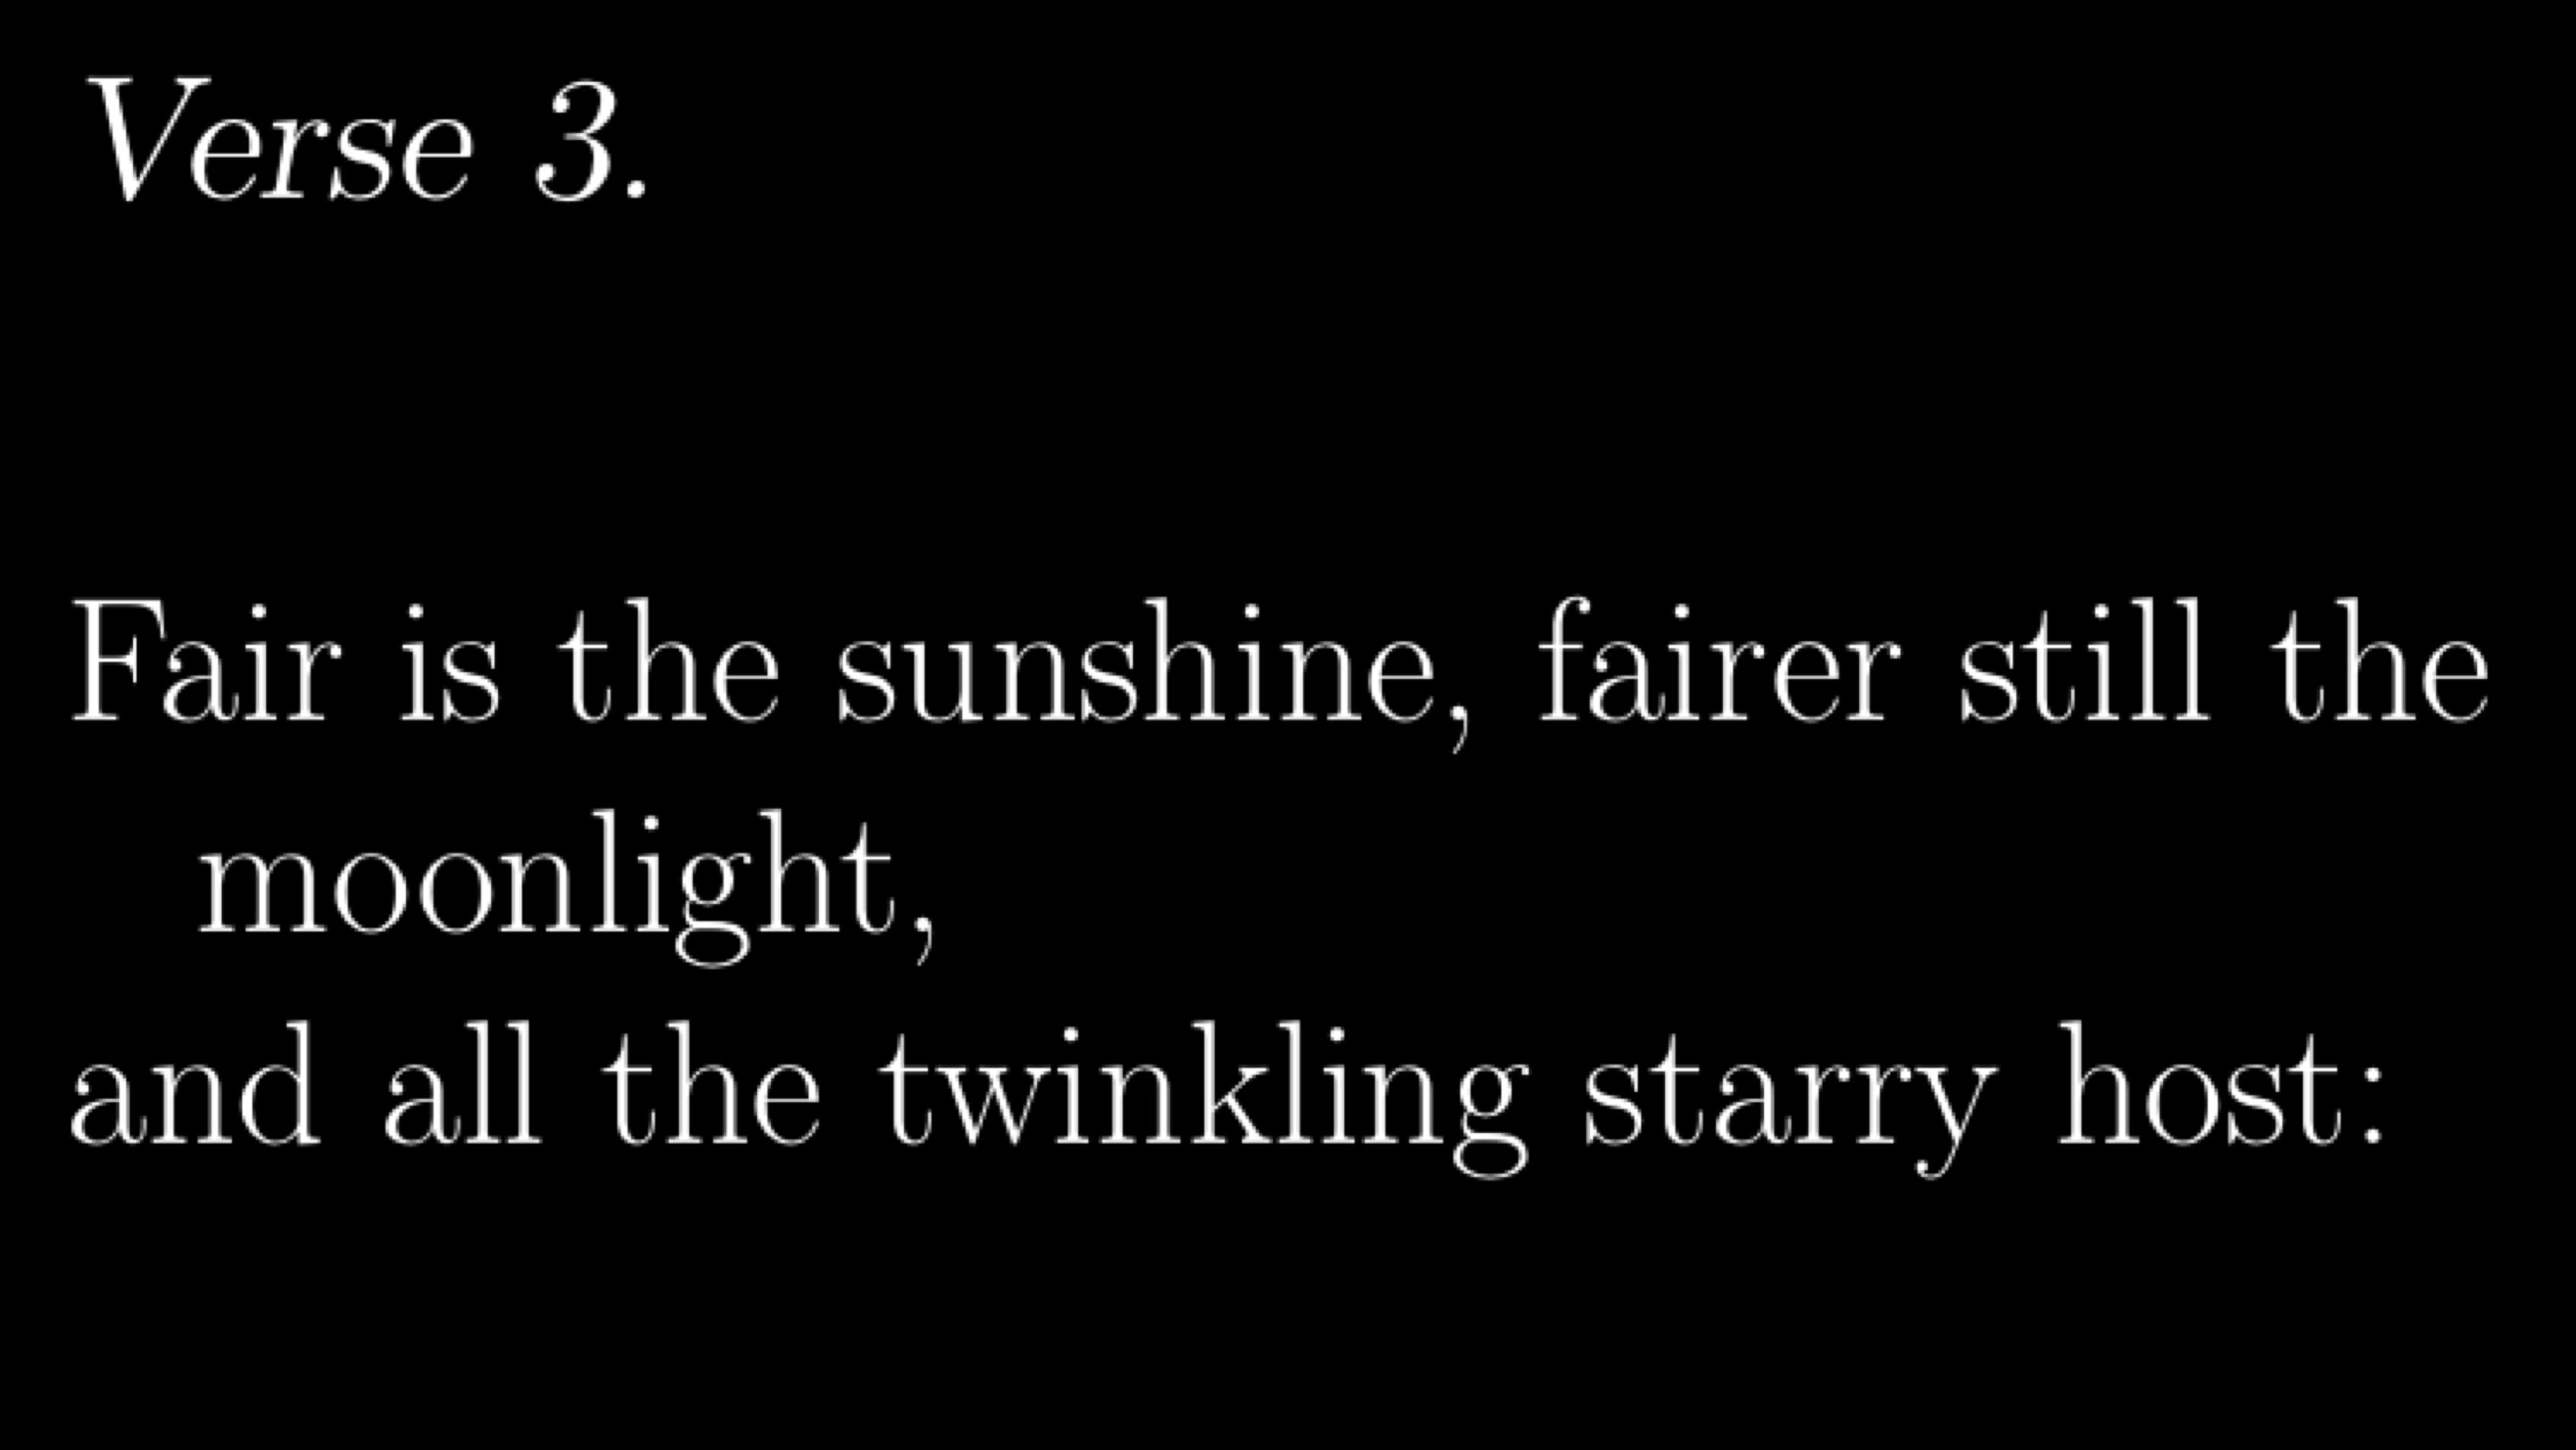 Verse 3.
Fair is the sunshine, fairer still the
moonlight,
and all the twinkling starry host: